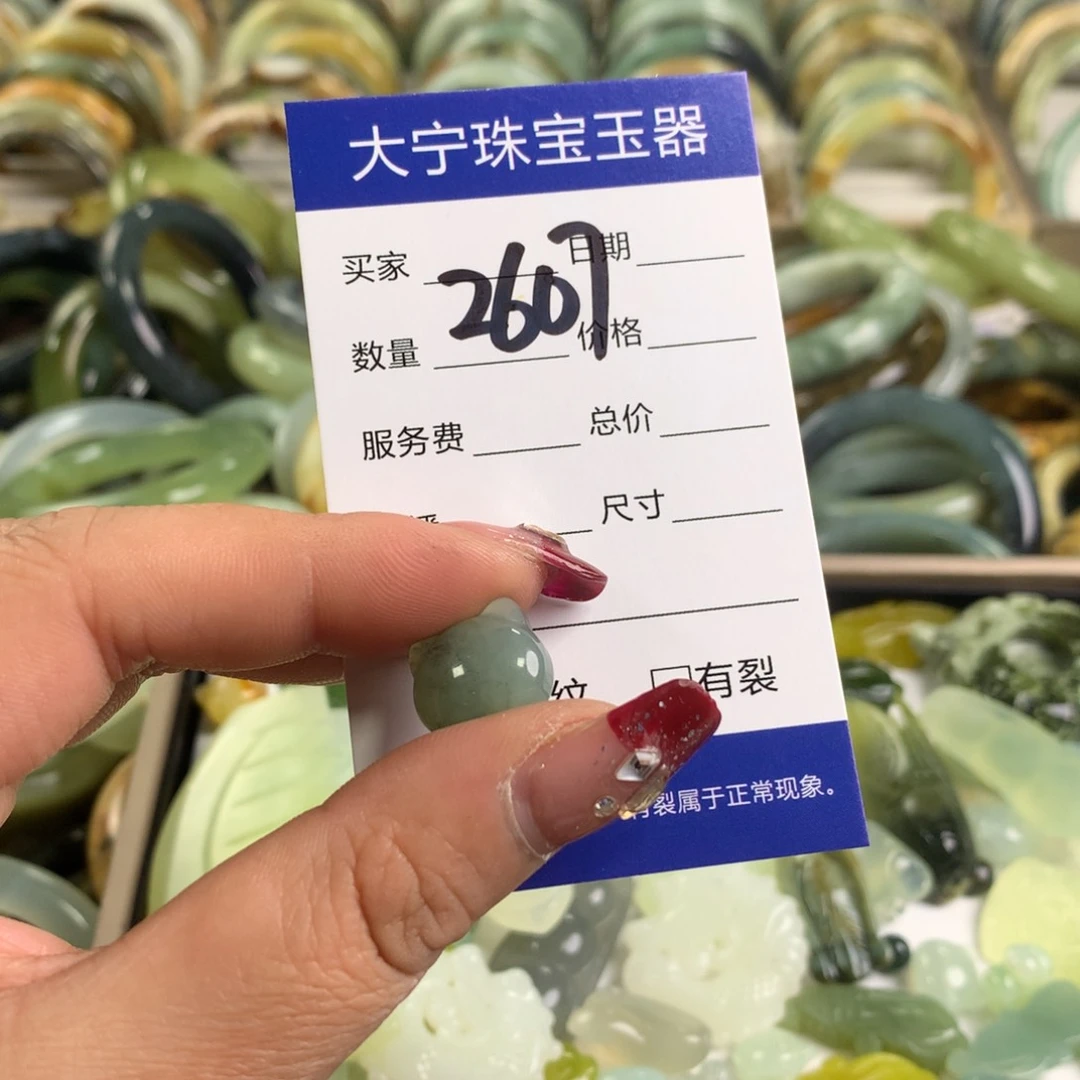 大宁珠宝玉器
买家 日期
2607
数量 价格
服务费 总价
尺寸
纹 有裂
有裂属于正常现象。